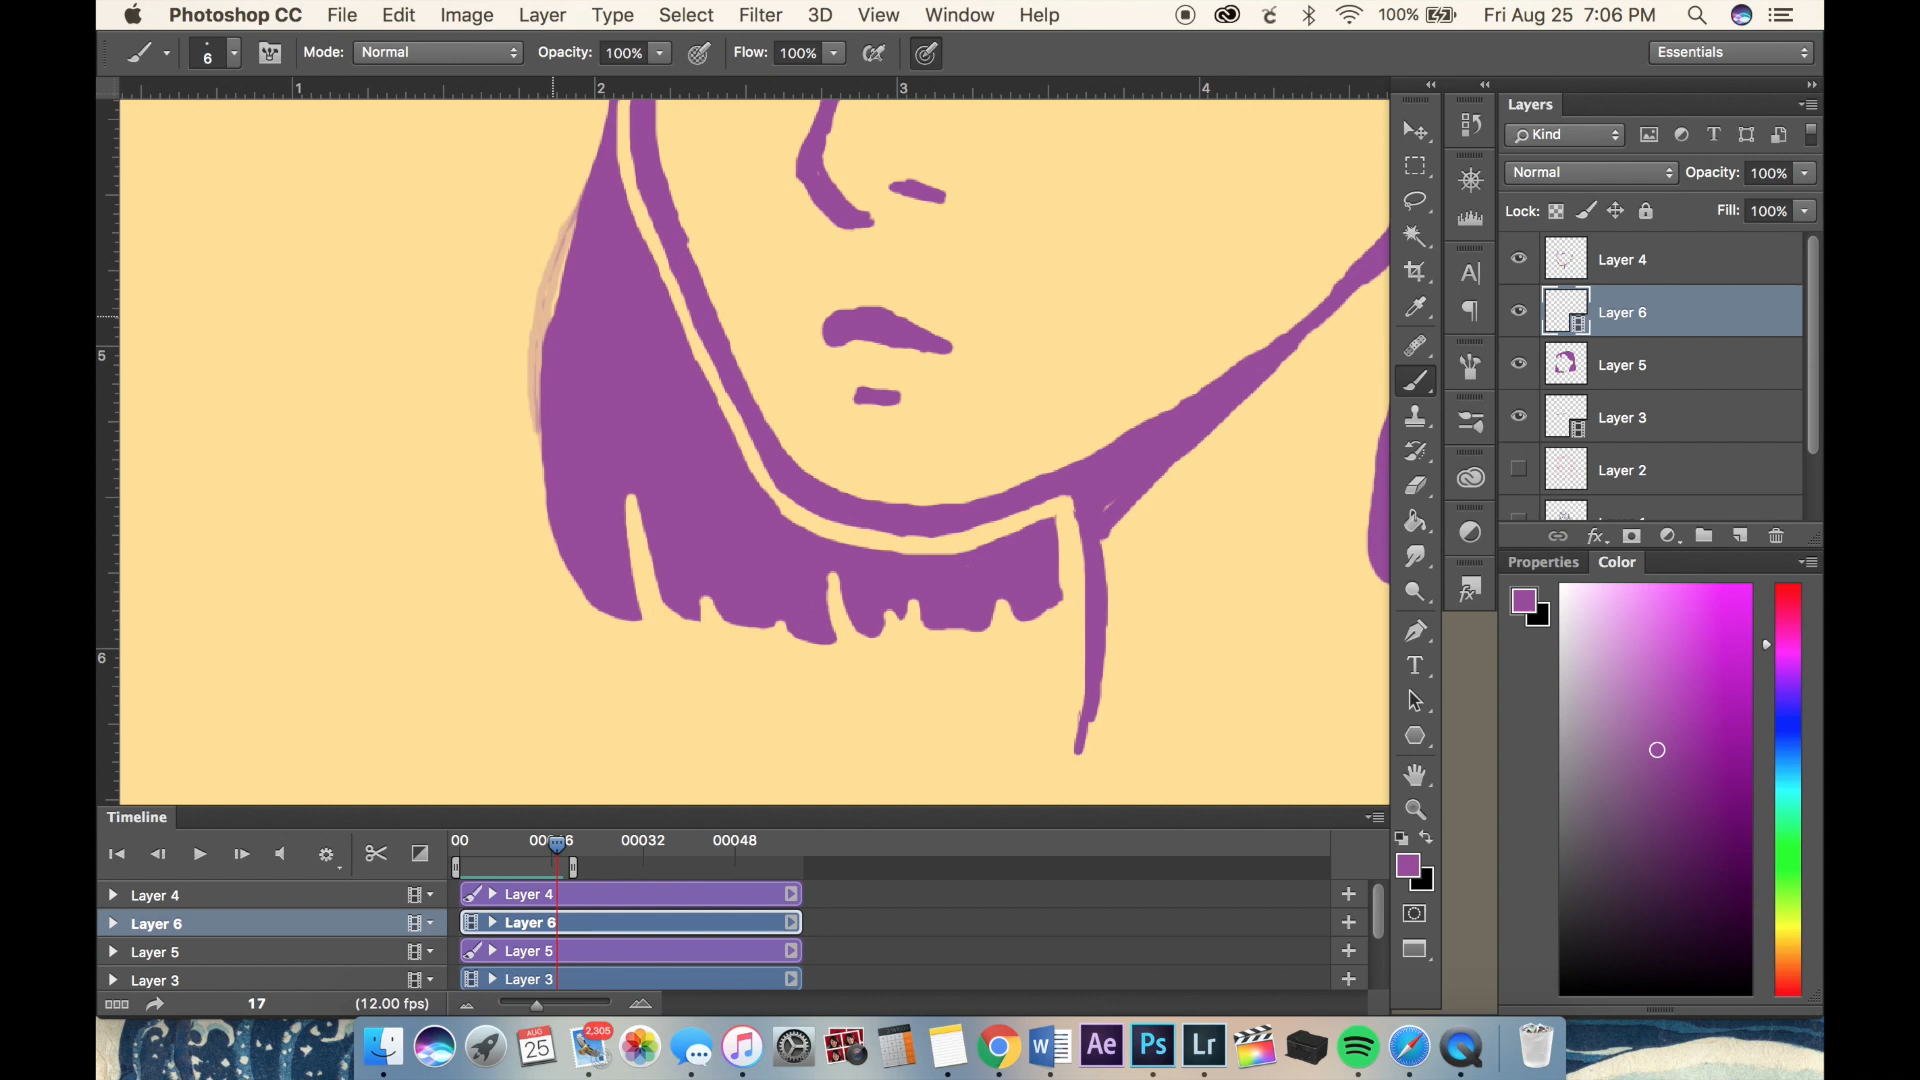 Photoshop CC File Edit Image Layer Type Select Filter 3D View Window Help 100% Fri Aug 25 7:06 PM
6 Mode: Normal Opacity: 100% Flow: 100% Essentials
1 2 3 4
5
6
Layers
Kind
Normal Opacity: 100%
Lock: Fill: 100%
Layer 4
Layer 6
Layer 5
Layer 3
Layer 2
Properties Color
Timeline
00 00032 00048
Layer 4 Layer 4
Layer 6 Layer 6
Layer 5 Layer 5
Layer 3 Layer 3
17 (12.00 fps)
AUG
25
2,305
W
Ae
Ps
Lr